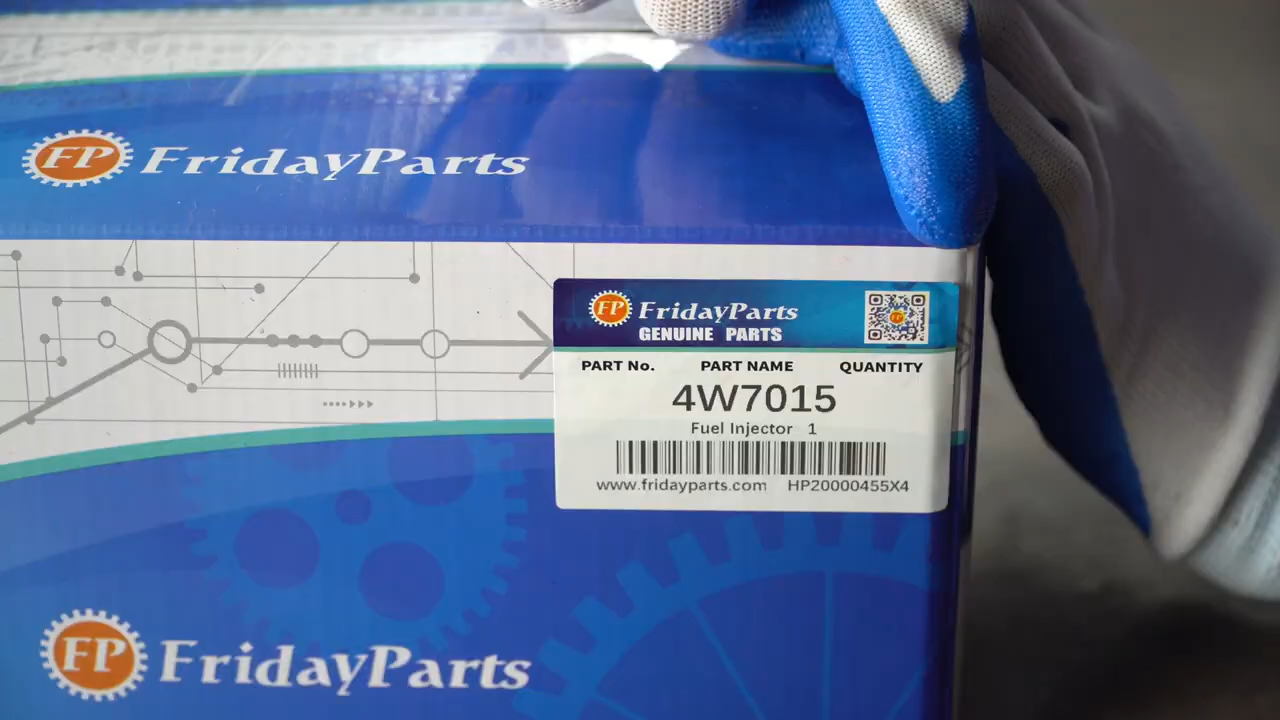 FP FridayParts
FP FridayParts
GENUINE PARTS
FP
PART No. PART NAME QUANTITY
4W7015
Fuel Injector 1
www.fridayparts.com HP20000455X4
FP FridayParts